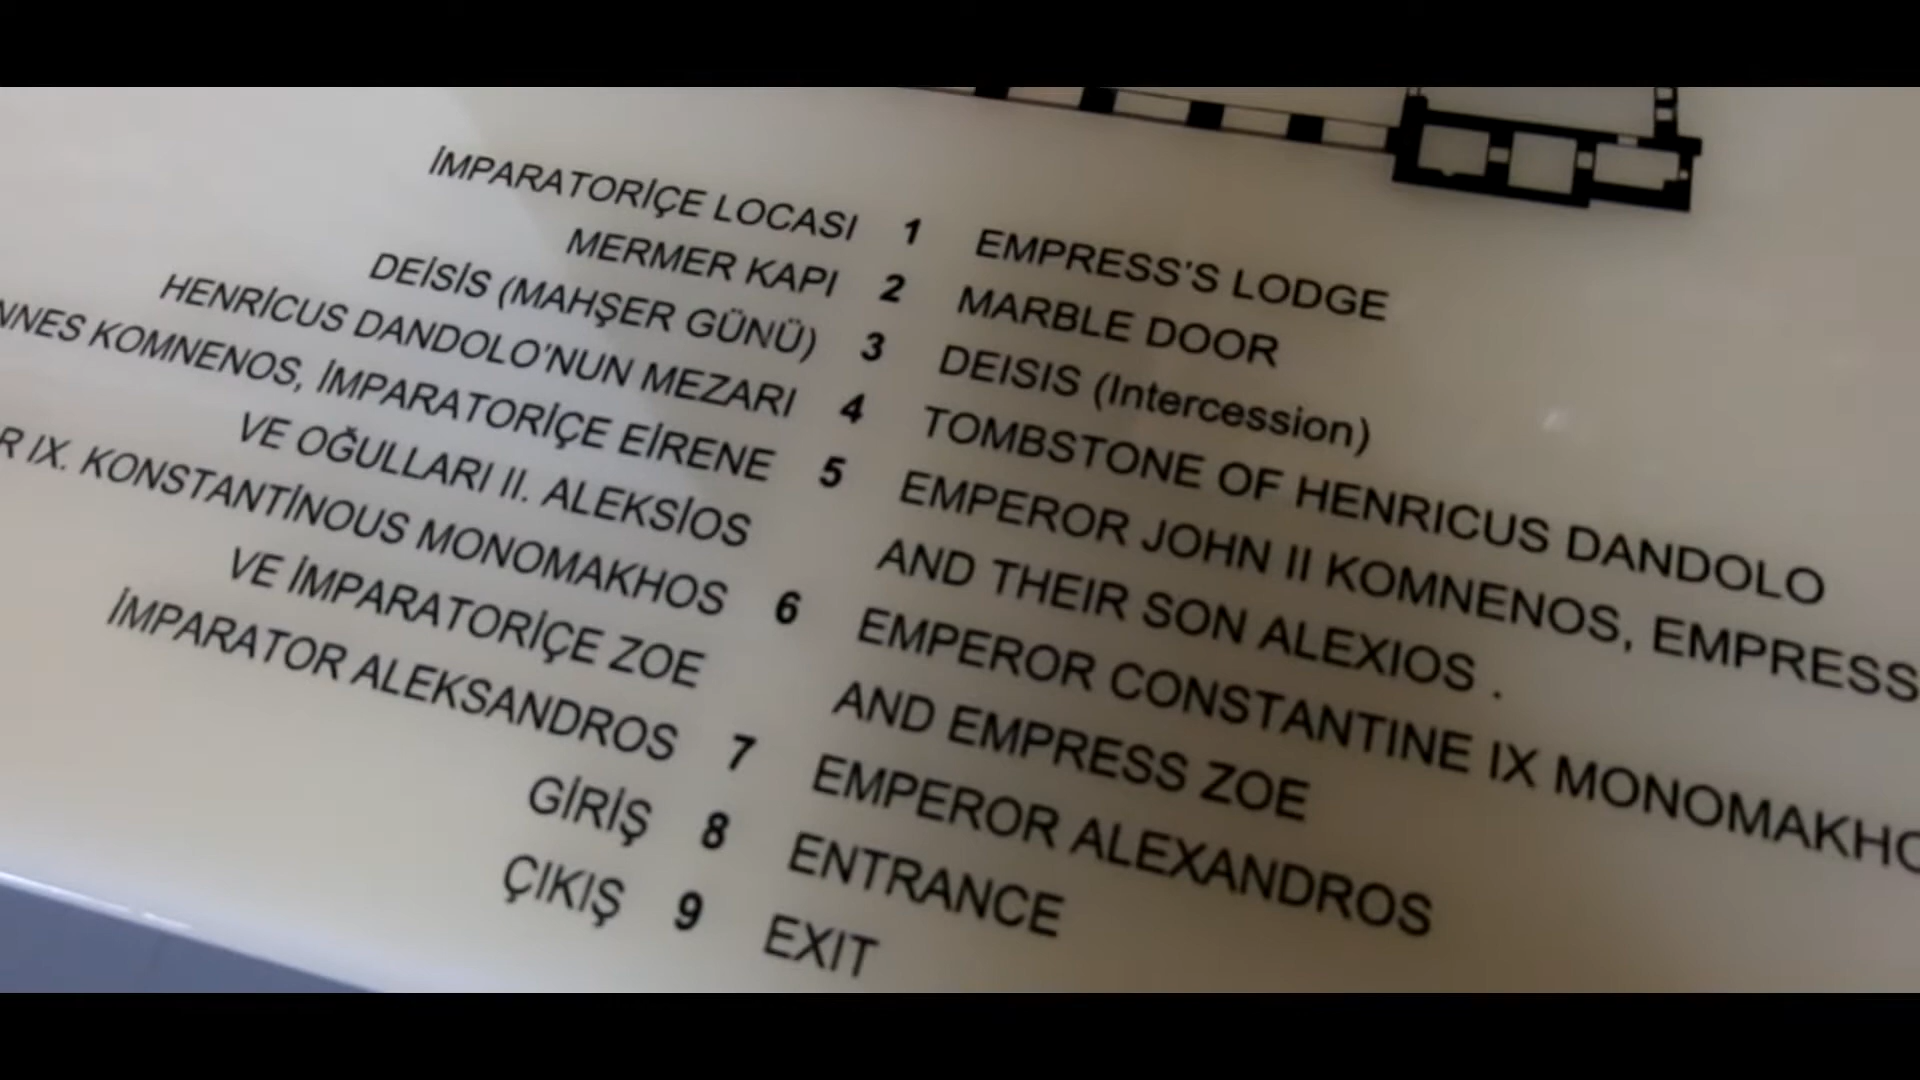 İMPARATORİÇE LOCASI 1 EMPRESS'S LODGE
MERMER KAPI 2 MARBLE DOOR
DEİSİS (MAHŞER GÜNÜ) 3 DEISIS (Intercession)
HENRİCUS DANDOLO'NUN MEZARI 4 TOMBSTONE OF HENRICUS DANDOLO
NNES KOMNENOS, İMPARATORİÇE EİRENE 5 EMPEROR JOHN II KOMNENOS, EMPRESS
VE OĞULLARI II. ALEKSİOS AND THEIR SON ALEXIOS .
R IX. KONSTANTİNOUS MONOMAKHOS 6 EMPEROR CONSTANTINE IX MONOMAKHO
VE İMPARATORİÇE ZOE AND EMPRESS ZOE
İMPARATOR ALEKSANDROS 7 EMPEROR ALEXANDROS
GİRİŞ 8 ENTRANCE
ÇIKIŞ 9 EXIT